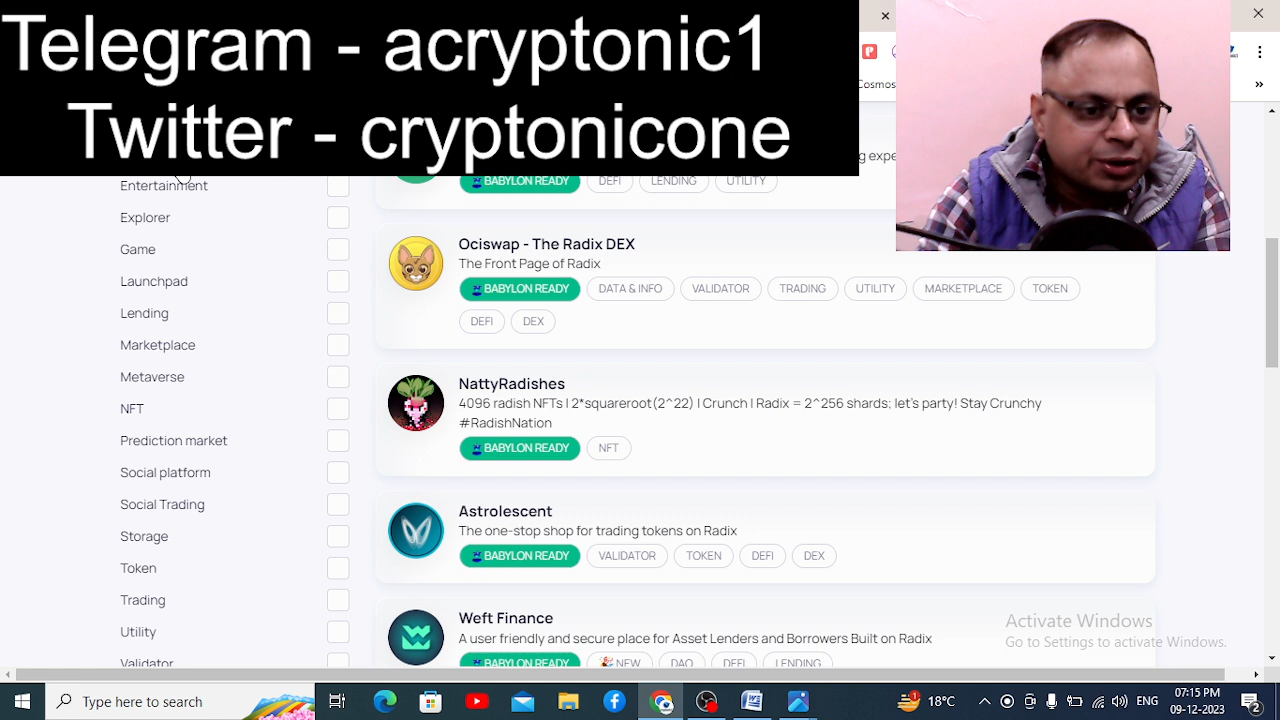 Telegram - acryptonic1
Twitter - cryptonicone
Cosmos
Entertainment
Explorer
Game
Launchpad
Lending
Marketplace
Metaverse
NFT
Prediction market
Social platform
Social Trading
Storage
Token
Trading
Utility
Validator
BABYLON READY DEFI LENDING UTILITY
Ociswap - The Radix DEX
The Front Page of Radix
BABYLON READY DATA & INFO VALIDATOR TRADING UTILITY MARKETPLACE TOKEN
DEFI DEX
NattyRadishes
4096 radish NFTs | 2*squareroot(2^22) | Crunch | Radix = 2^256 shards; let's party! Stay Crunchy
#RadishNation
BABYLON READY NFT
Astrolescent
The one-stop shop for trading tokens on Radix
BABYLON READY VALIDATOR TOKEN DEFI DEX
Weft Finance
A user friendly and secure place for Asset Lenders and Borrowers Built on Radix
BABYLON READY NEW DAO DEFI LENDING
Activate Windows
Go to Settings to activate Windows.
Type here to search
1
18°C
07:15 PM
2